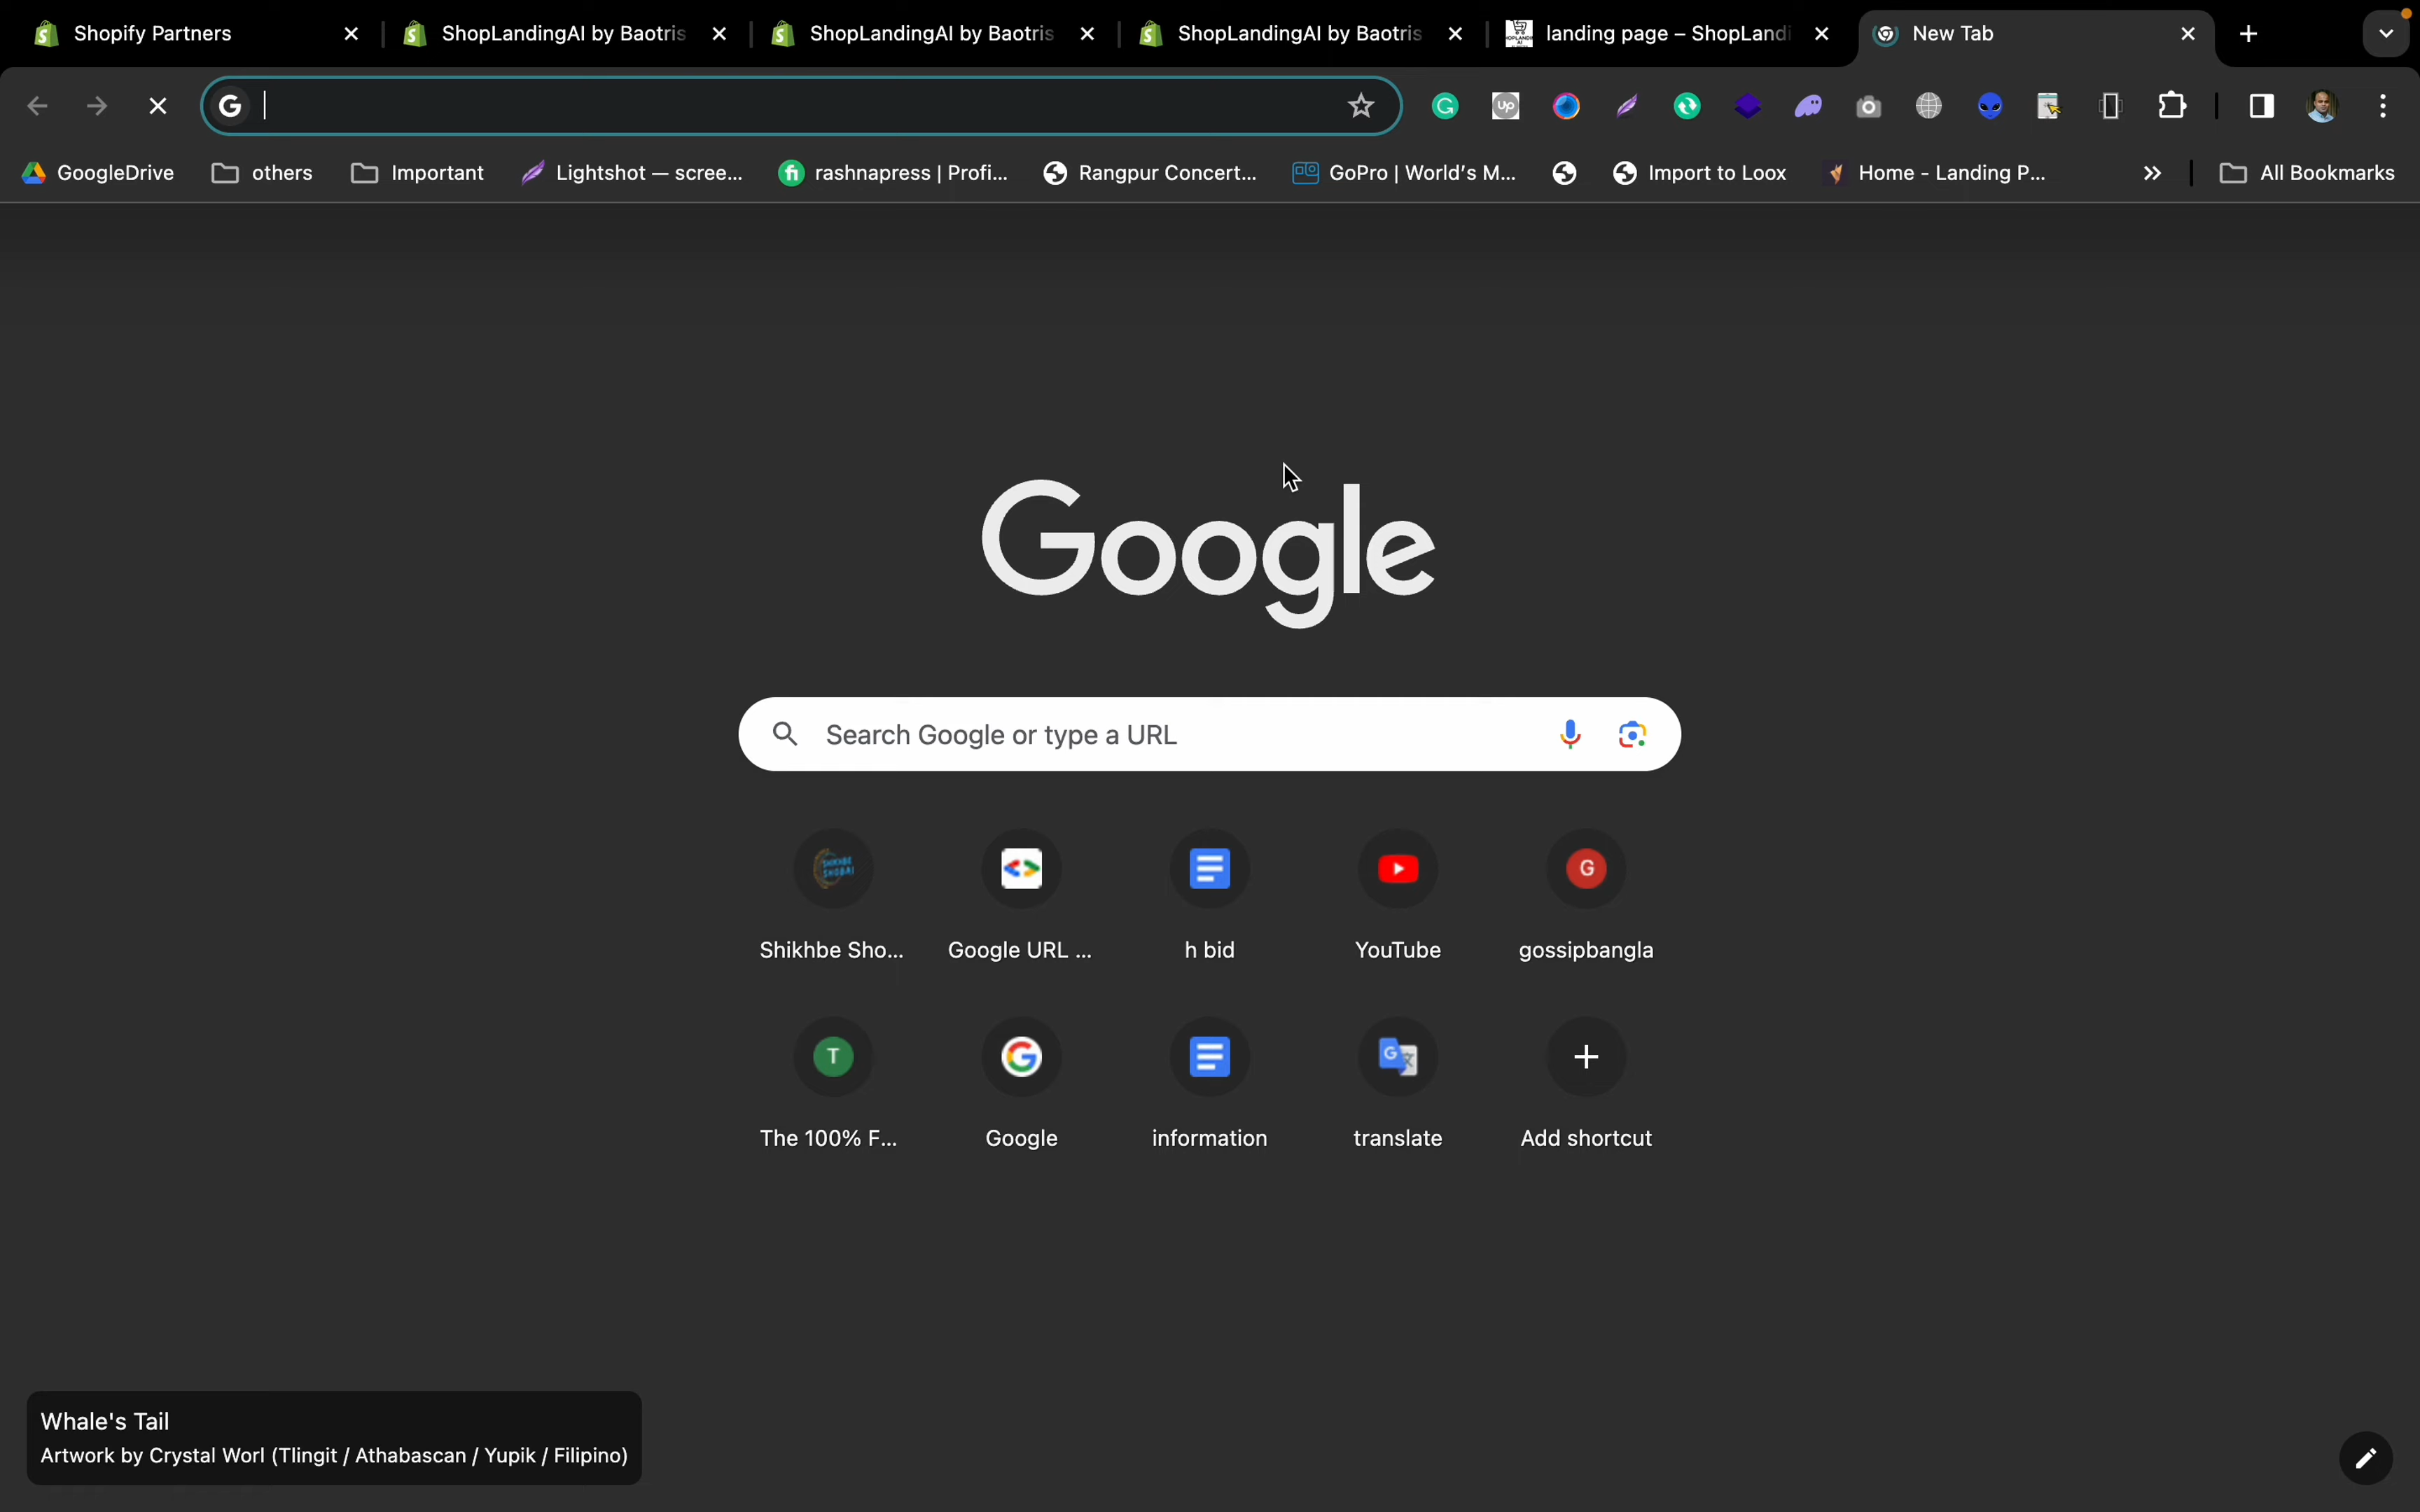 Shopify Partners
ShopLandingAI by Baotris
ShopLandingAI by Baotris
ShopLandingAI by Baotris
landing page – ShopLandi
New Tab
GoogleDrive
others
Important
Lightshot — scree...
rashnapress | Profi...
Rangpur Concert...
GoPro | World's M...
Import to Loox
Home - Landing P...
All Bookmarks
Google
Search Google or type a URL
Shikhbe Sho...
Google URL ...
h bid
YouTube
G
gossipbangla
T
The 100% F...
Google
information
translate
Add shortcut
Whale's Tail
Artwork by Crystal Worl (Tlingit / Athabascan / Yupik / Filipino)